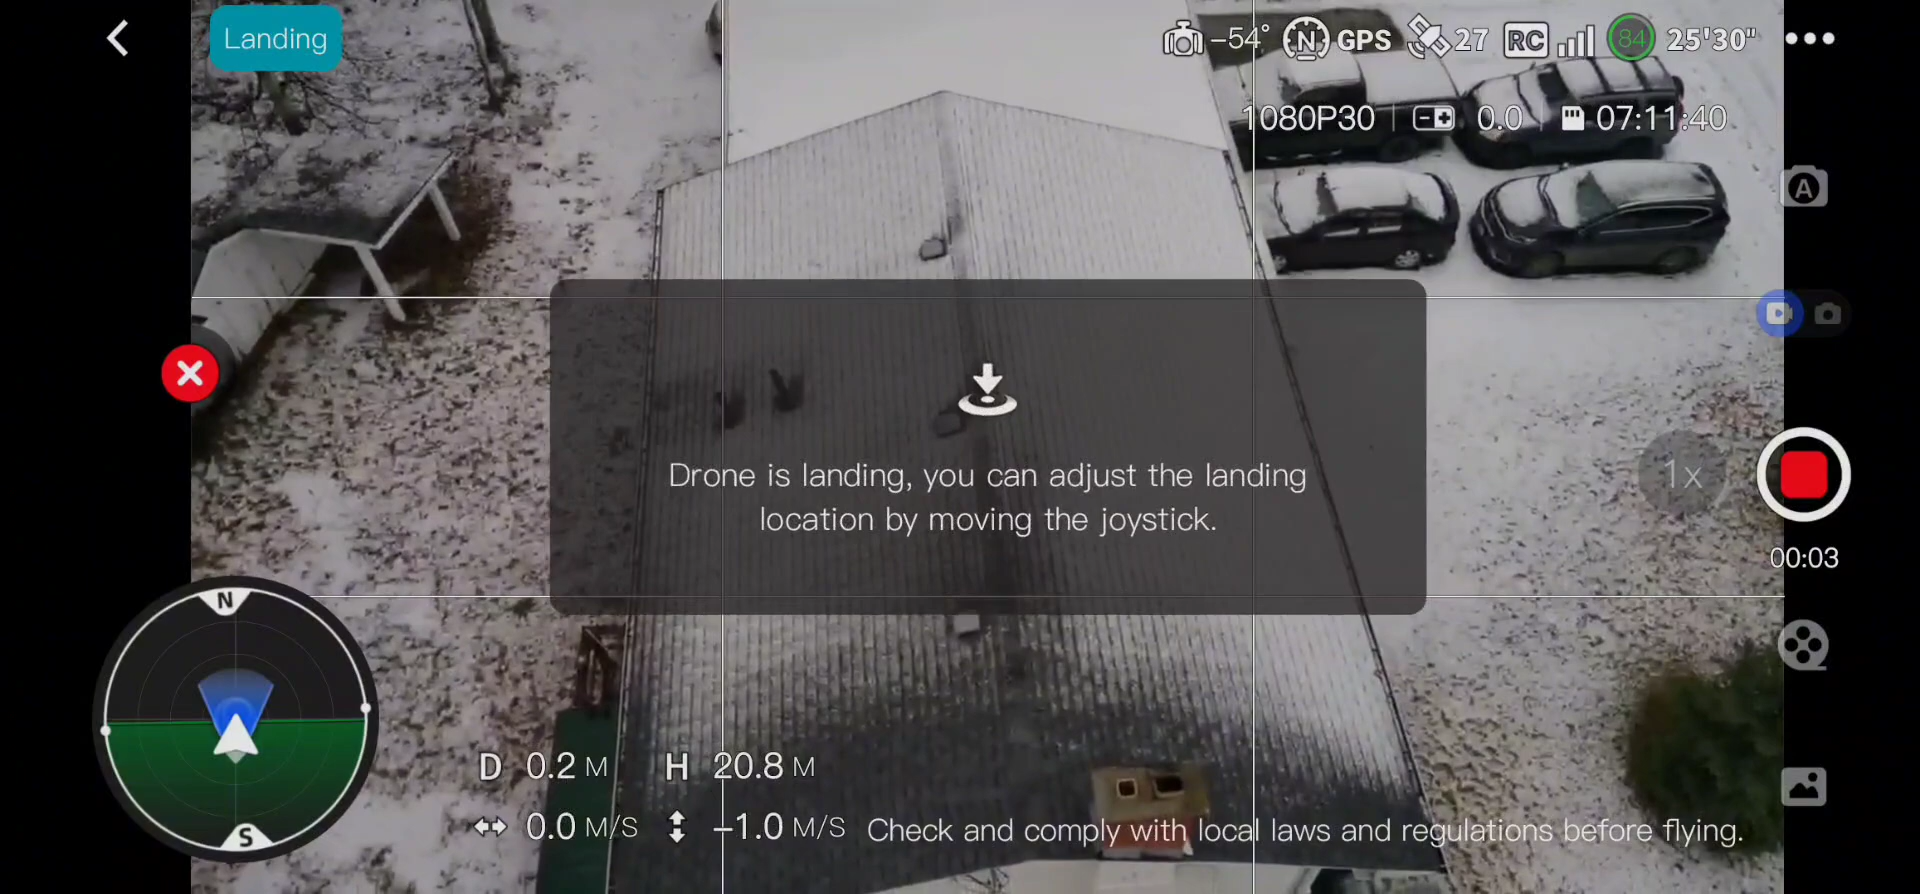 Landing
-54° N GPS 27 RC 84 25'30"
1080P30 0.0 07:11:40
A
Drone is landing, you can adjust the landing
location by moving the joystick.
1x
00:03
N
S
D 0.2 M H 20.8 M
0.0 M/S -1.0 M/S
Check and comply with local laws and regulations before flying.